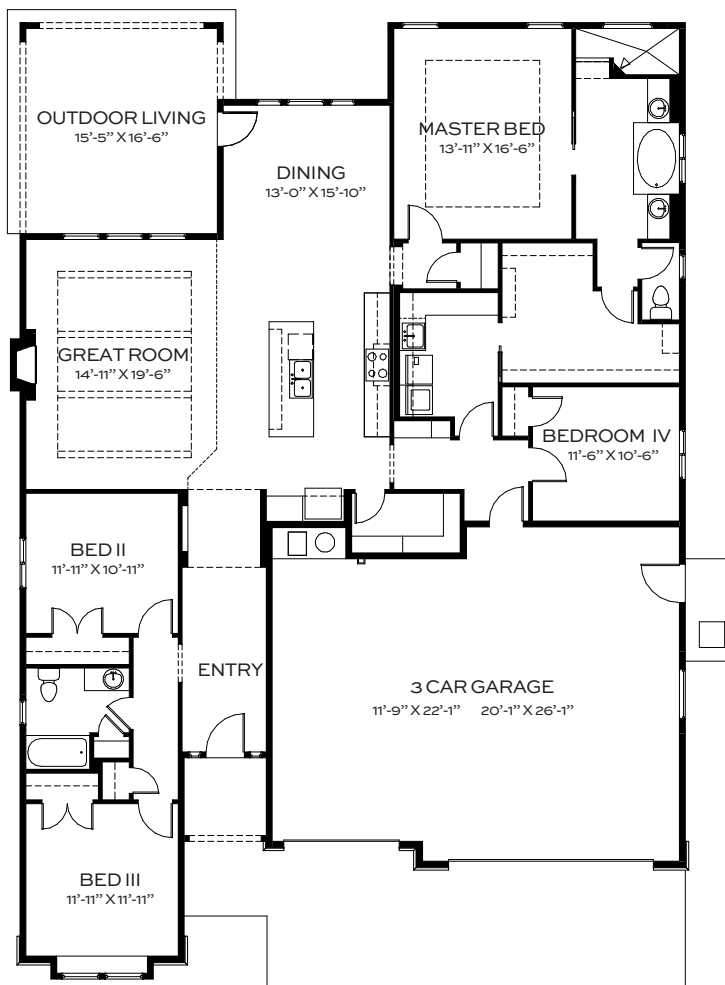 OUTDOOR LIVING
15'-5" X 16'-6"
MASTER BED
13'-11" X 16'-6"
DINING
13'-0" X 15'-10"
GREAT ROOM
14'-11" X 19'-6"
BEDROOM IV
11'-6" X 10'-6"
BED II
11'-11" X 10'-11"
ENTRY
3 CAR GARAGE
11'-9" X 22'-1" 20'-1" X 26'-1"
BED III
11'-11" X 11'-11"